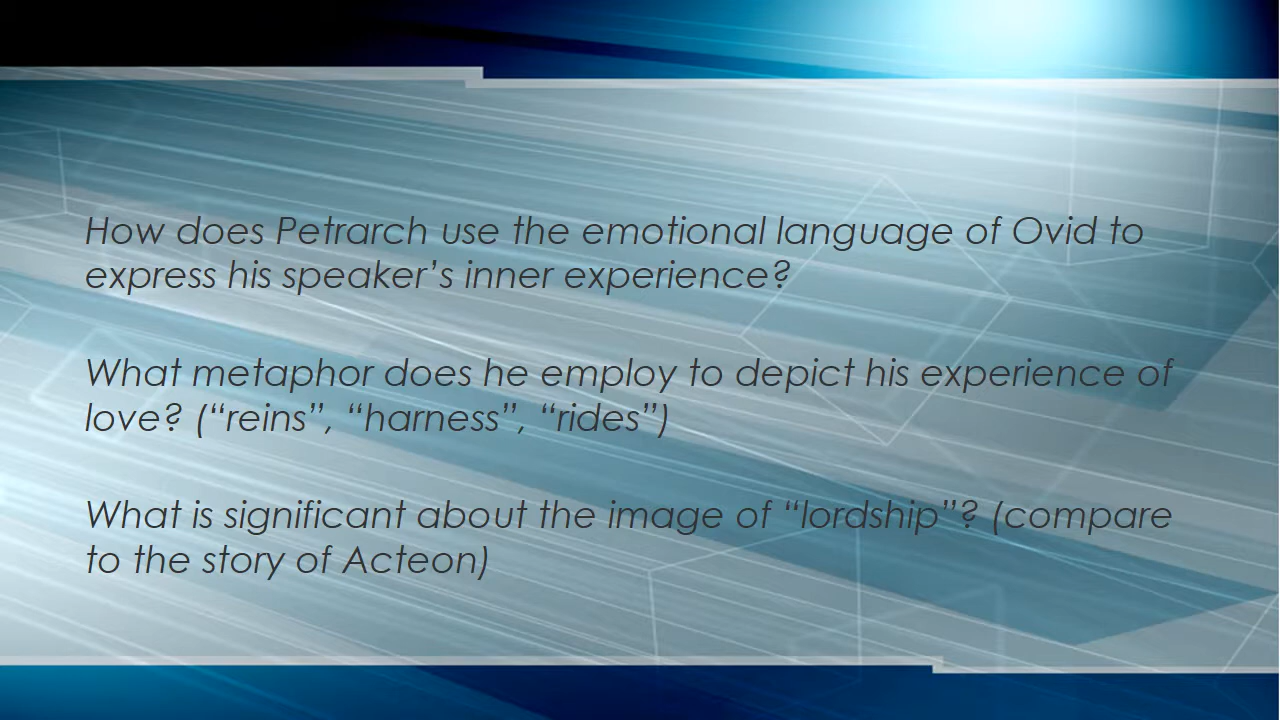 How does Petrarch use the emotional language of Ovid to
express his speaker’s inner experience?
What metaphor does he employ to depict his experience of
love? (“reins”, “harness”, “rides”)
What is significant about the image of “lordship”? (compare
to the story of Acteon)